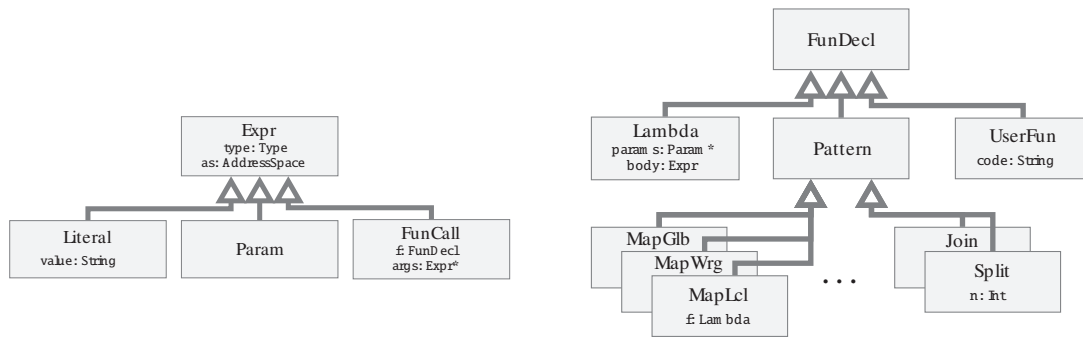 Expr
type: Type
as: AddressSpace
Literal
value: String
Param
FunCall
f: FunDecl
args: Expr*
FunDecl
Lambda
params: Param*
body: Expr
Pattern
UserFun
code: String
MapGlb
MapWrg
MapLcl
f: Lambda
...
Join
Split
n: Int